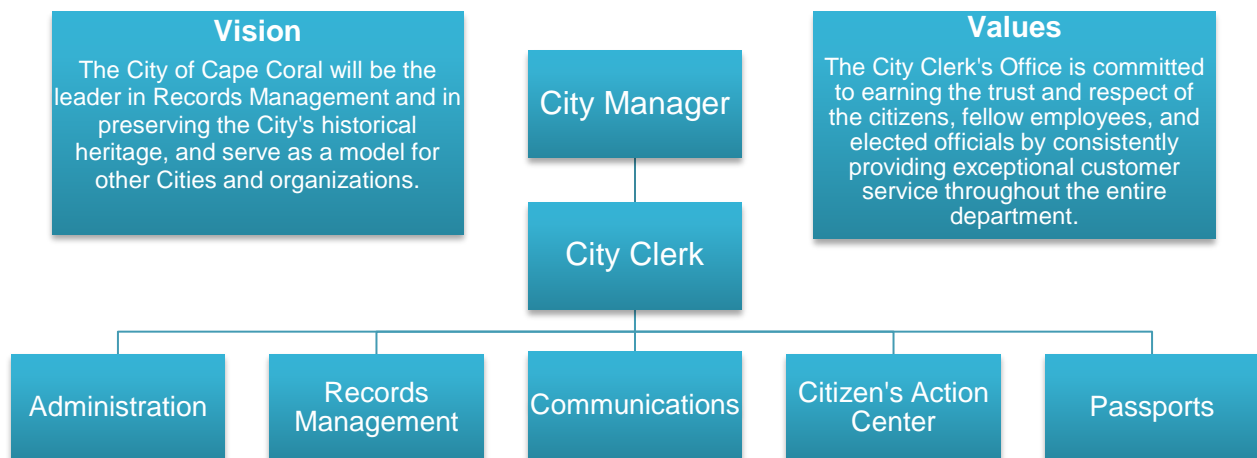 Vision
The City of Cape Coral will be the
leader in Records Management and in
preserving the City's historical
heritage, and serve as a model for
other Cities and organizations.
City Manager
Values
The City Clerk's Office is committed
to earning the trust and respect of
the citizens, fellow employees, and
elected officials by consistently
providing exceptional customer
service throughout the entire
department.
City Clerk
Administration
Records
Management
Communications
Citizen's Action
Center
Passports